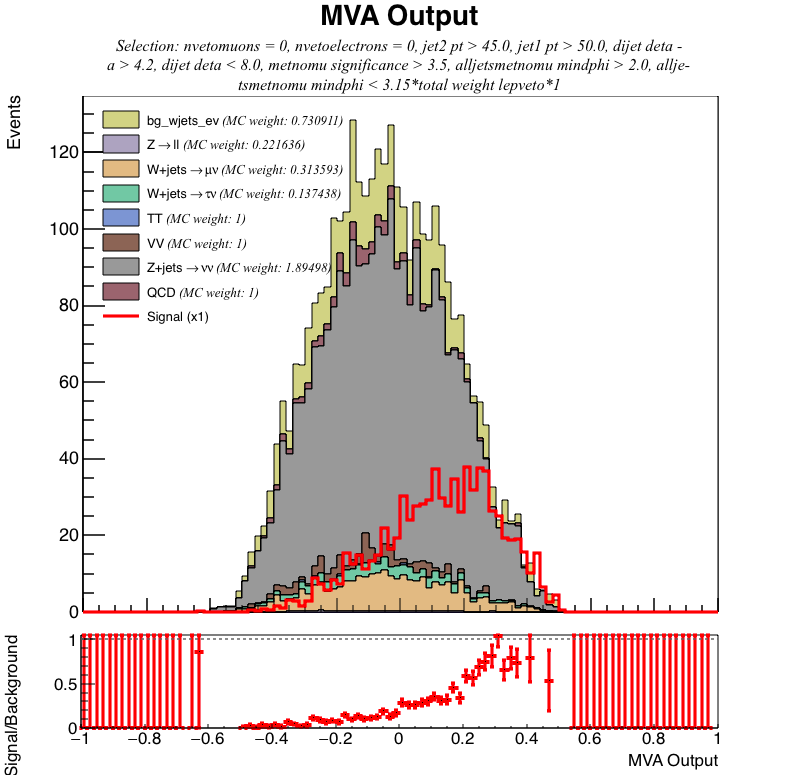 MVA Output
Selection: nvetomuons = 0, nvetoelectrons = 0, jet2 pt > 45.0, jet1 pt > 50.0, dijet deta -
a > 4.2, dijet deta < 8.0, metnomu significance > 3.5, alljetsmetnomu mindphi > 2.0, allje-
tsmetnomu mindphi < 3.15*total weight lepveto*1
Events
bg_wjets_ev (MC weight: 0.730911)
Z→ll (MC weight: 0.221636)
W+jets→μν (MC weight: 0.313593)
W+jets→τν (MC weight: 0.137438)
TT (MC weight: 1)
VV (MC weight: 1)
Z+jets→νν (MC weight: 1.89498)
QCD (MC weight: 1)
Signal (x1)
120
100
80
60
40
20
0
Signal/Background
1
0.5
0
−1 −0.8 −0.6 −0.4 −0.2 0 0.2 0.4 0.6 0.8 1
MVA Output